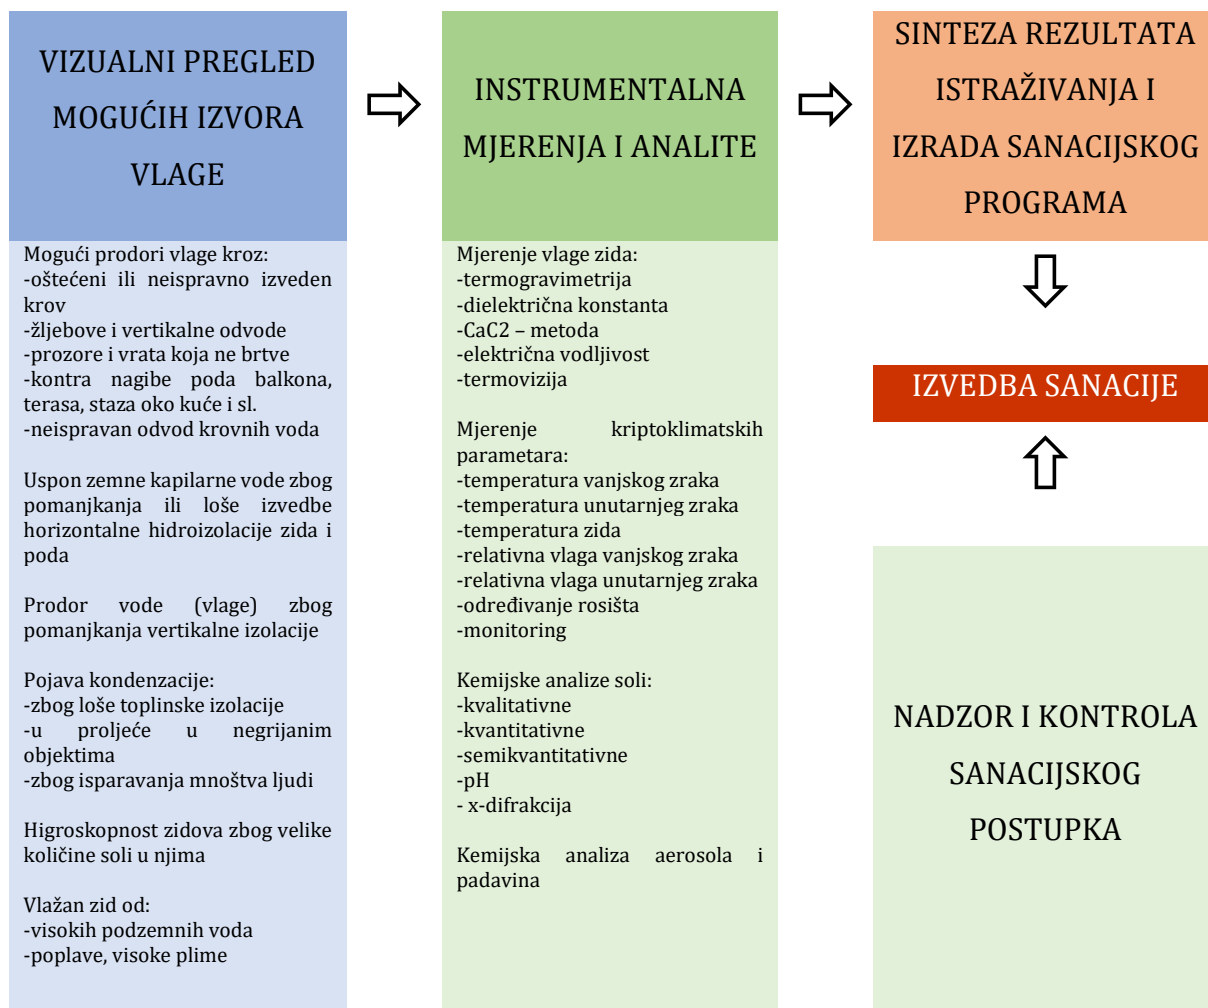 VIZUALNI PREGLED
MOGUĆIH IZVORA
VLAGE
Mogući prodori vlage kroz:
-oštećeni ili neispravno izveden
krov
-žljebove i vertikalne odvode
-prozore i vrata koja ne brtve
-kontra nagibe poda balkona,
terasa, staza oko kuće i sl.
-neispravan odvod krovnih voda
Uspon zemne kapilarne vode zbog
pomanjkanja ili loše izvedbe
horizontalne hidroizolacije zida i
poda
Prodor vode (vlage) zbog
pomanjkanja vertikalne izolacije
Pojava kondenzacije:
-zbog loše toplinske izolacije
-u proljeće u negrijanim
objektima
-zbog isparavanja mnoštva ljudi
Higroskopnost zidova zbog velike
količine soli u njima
Vlažan zid od:
-visokih podzemnih voda
-poplave, visoke plime
INSTRUMENTALNA
MJERENJA I ANALITE
Mjerenje vlage zida:
-termogravimetrija
-dielektrična konstanta
-CaC2 – metoda
-električna vodljivost
-termovizija
Mjerenje kriptoklimatskih
parametara:
-temperatura vanjskog zraka
-temperatura unutarnjeg zraka
-temperatura zida
-relativna vlaga vanjskog zraka
-relativna vlaga unutarnjeg zraka
-određivanje rosišta
-monitoring
Kemijske analize soli:
-kvalitativne
-kvantitativne
-semikvantitativne
-pH
- x-difrakcija
Kemijska analiza aerosola i
padavina
SINTEZA REZULTATA
ISTRAŽIVANJA I
IZRADA SANACIJSKOG
PROGRAMA
IZVEDBA SANACIJE
NADZOR I KONTROLA
SANACIJSKOG
POSTUPKA